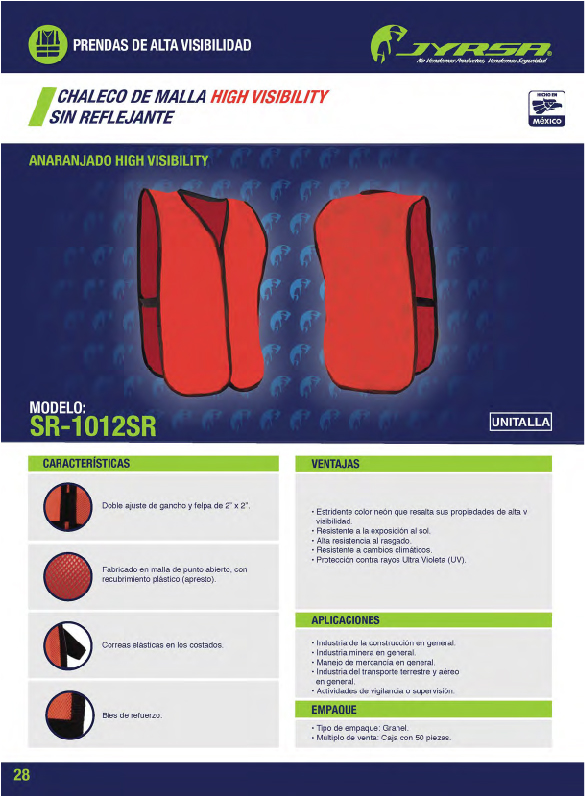 PRENDAS DE ALTA VISIBILIDAD
JYRSA®
No Vendemos Productos, Vendemos Seguridad
CHALECO DE MALLA HIGH VISIBILITY
SIN REFLEJANTE
HECHO EN
MÉXICO
ANARANJADO HIGH VISIBILITY
MODELO:
SR-1012SR
UNITALLA
CARACTERÍSTICAS
Doble ajuste de gancho y felpa de 2" x 2".
Fabricado en malla de punto abierto, con
recubrimiento plástico (apresto).
Correas elásticas en los costados.
Bies de refuerzo.
VENTAJAS
• Estridente color neón que resalta sus propiedades de alta v
visibilidad.
• Resistente a la exposición al sol.
• Alta resistencia al rasgado.
• Resistente a cambios climáticos.
• Protección contra rayos Ultra Violeta (UV).
APLICACIONES
• Industria de la construcción en general.
• Industria minera en general.
• Manejo de mercancía en general.
• Industria del transporte terrestre y aéreo
en general.
• Actividades de vigilancia o supervisión.
EMPAQUE
• Tipo de empaque: Granel.
• Multiplo de venta: Caja con 50 piezas.
28